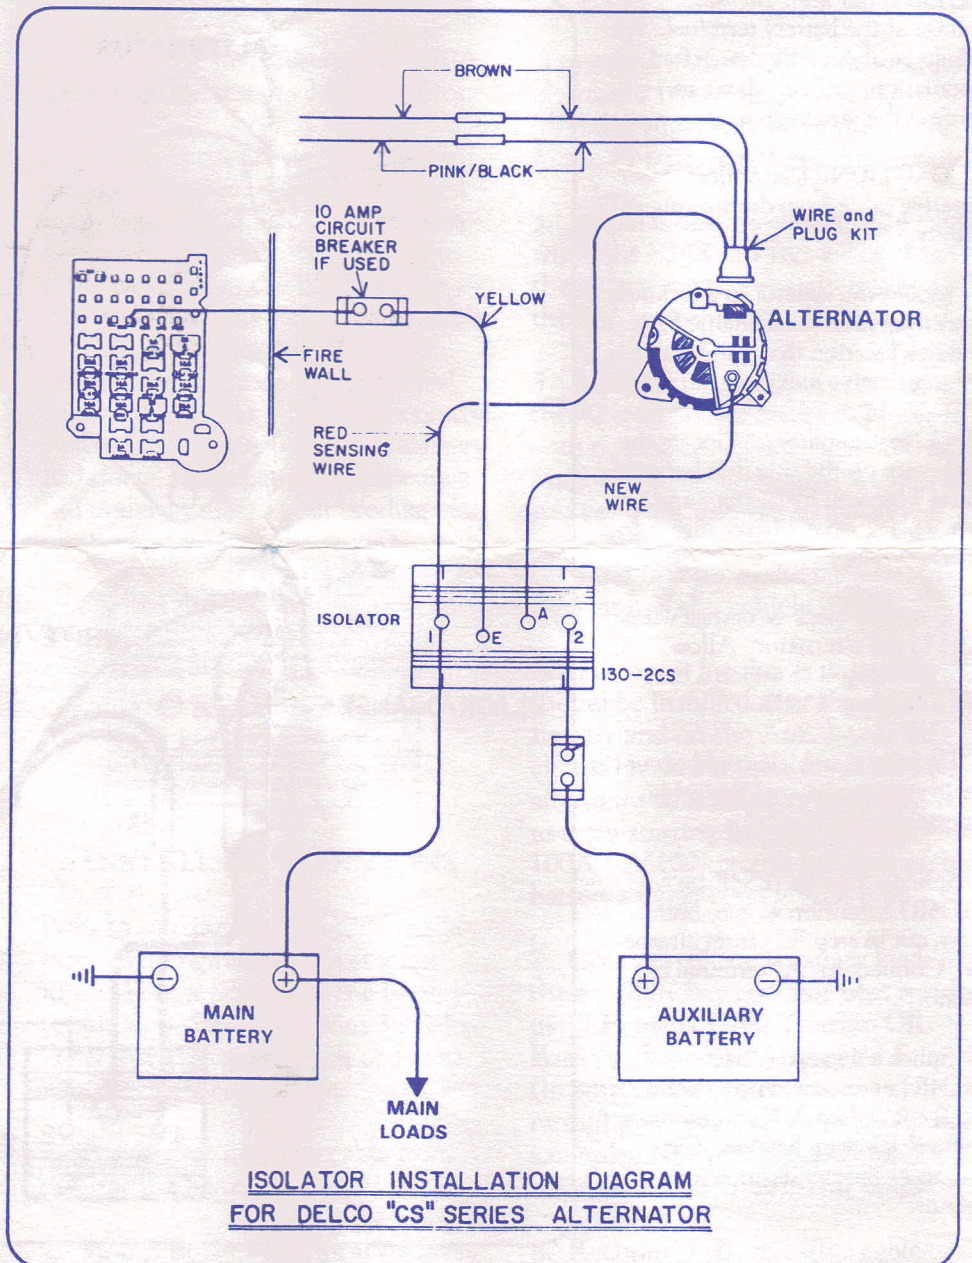 BROWN
PINK/BLACK
10 AMP
CIRCUIT
BREAKER
IF USED
WIRE and
PLUG KIT
YELLOW
ALTERNATOR
FIRE
WALL
RED
SENSING
WIRE
NEW
WIRE
ISOLATOR
1
E
A
2
130-2CS
MAIN
BATTERY
AUXILIARY
BATTERY
MAIN
LOADS
ISOLATOR INSTALLATION DIAGRAM
FOR DELCO "CS" SERIES ALTERNATOR